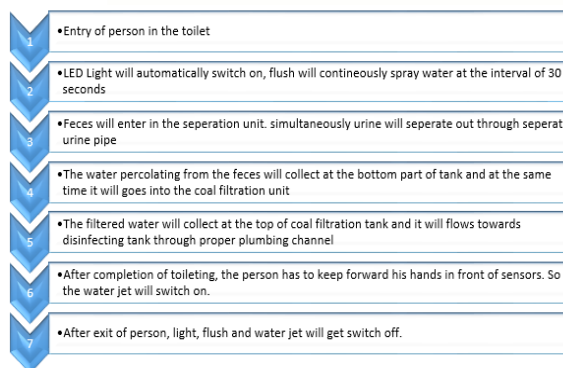 1
•Entry of person in the toilet
2
•LED Light will automatically switch on, flush will contineously spray water at the interval of 30
seconds
3
•Feces will enter in the seperation unit. simultaneously urine will seperate out through seperat
urine pipe
4
•The water percolating from the feces will collect at the bottom part of tank and at the same
time it will goes into the coal filtration unit
5
•The filtered water will collect at the top of coal filtration tank and it will flows towards
disinfecting tank through proper plumbing channel
6
•After completion of toileting, the person has to keep forward his hands in front of sensors. So
the water jet will switch on.
7
•After exit of person, light, flush and water jet will get switch off.